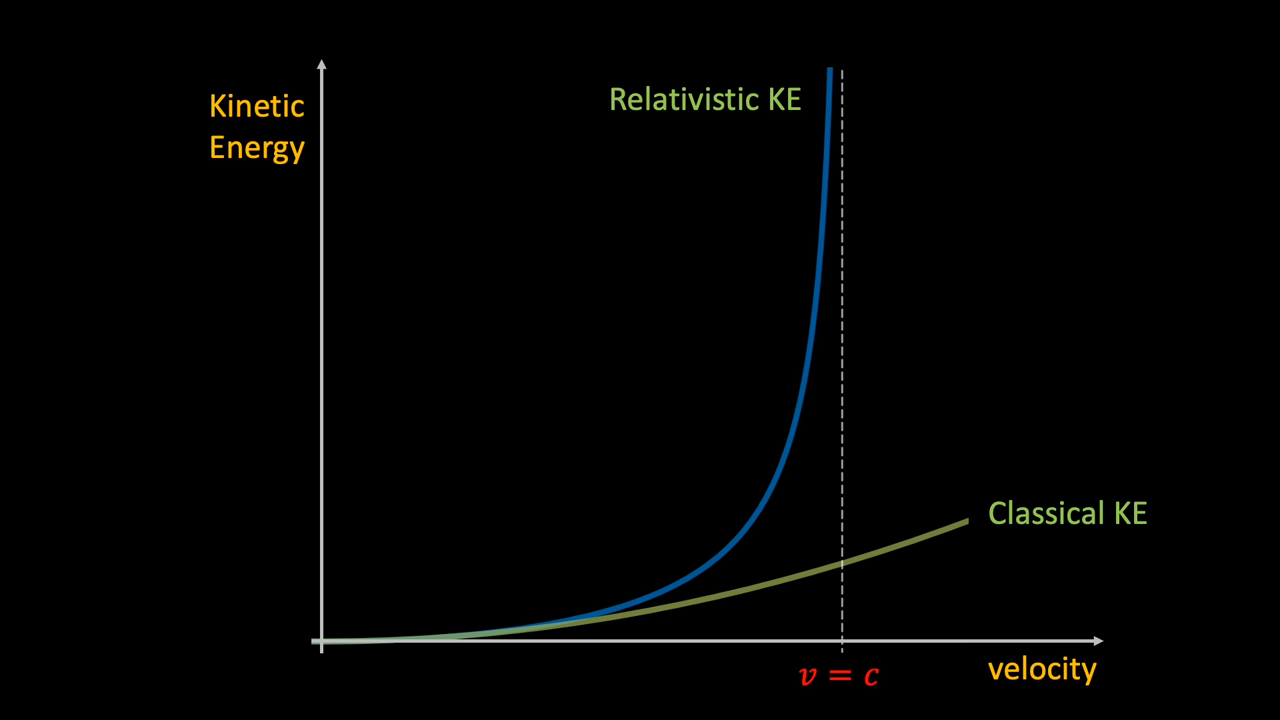 Kinetic
Energy
Relativistic KE
Classical KE
velocity
v = c